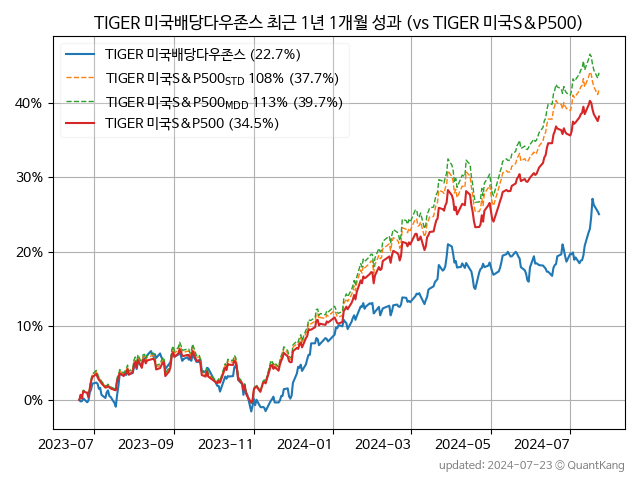 TIGER 미국배당다우존스 최근 1년 1개월 성과 (vs TIGER 미국S&P500)
TIGER 미국배당다우존스 (22.7%)
TIGER 미국S&P500STD 108% (37.7%)
TIGER 미국S&P500MDD 113% (39.7%)
TIGER 미국S&P500 (34.5%)
40%
30%
20%
10%
0%
2023-07 2023-09 2023-11 2024-01 2024-03 2024-05 2024-07
updated: 2024-07-23 © QuantKang